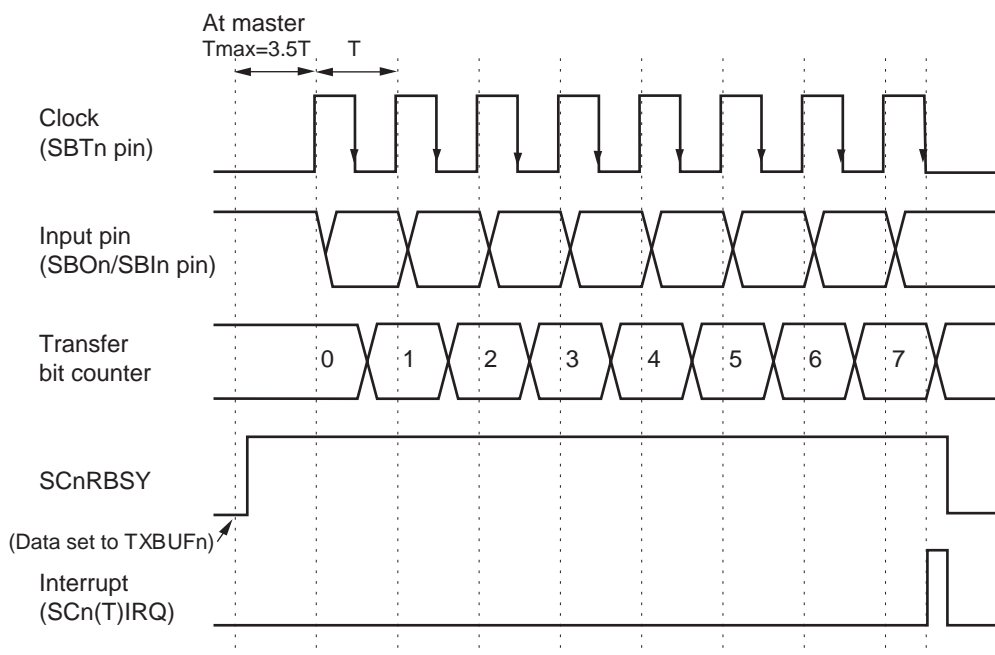 At master
Tmax=3.5T
T
Clock
(SBTn pin)
Input pin
(SBOn/SBIn pin)
Transfer
bit counter
0 1 2 3 4 5 6 7
SCnRBSY
(Data set to TXBUFn)
Interrupt
(SCn(T)IRQ)